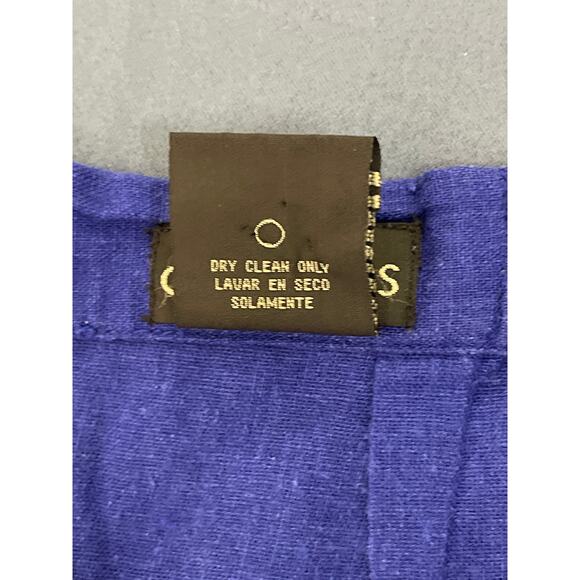 DRY CLEAN ONLY
LAVAR EN SECO
SOLAMENTE